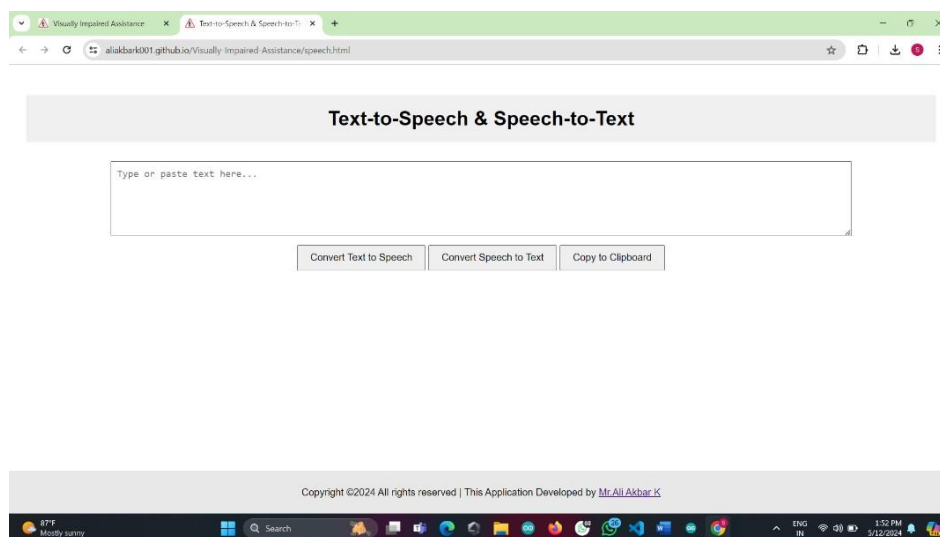 Visually Impaired Assistance
Text-to-Speech & Speech-to-T
aliakbark001.github.io/Visually-Impaired-Assistance/speech.html
S
Text-to-Speech & Speech-to-Text
Type or paste text here...
Convert Text to Speech Convert Speech to Text Copy to Clipboard
Copyright ©2024 All rights reserved | This Application Developed by Mr.Ali Akbar K
87°F
Mostly sunny
Search
ENG
IN
1:52 PM
5/12/2024